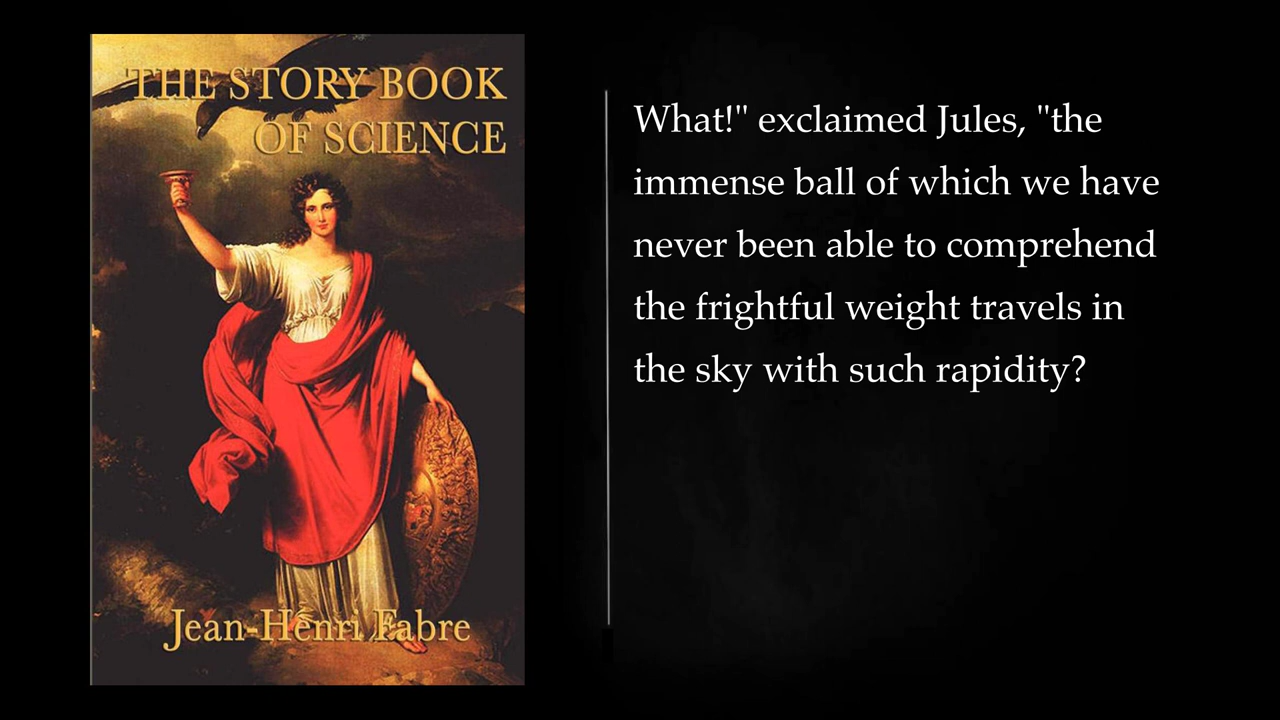 THE STORY BOOK
OF SCIENCE
Jean-Henri Fabre
What!" exclaimed Jules, "the
immense ball of which we have
never been able to comprehend
the frightful weight travels in
the sky with such rapidity?